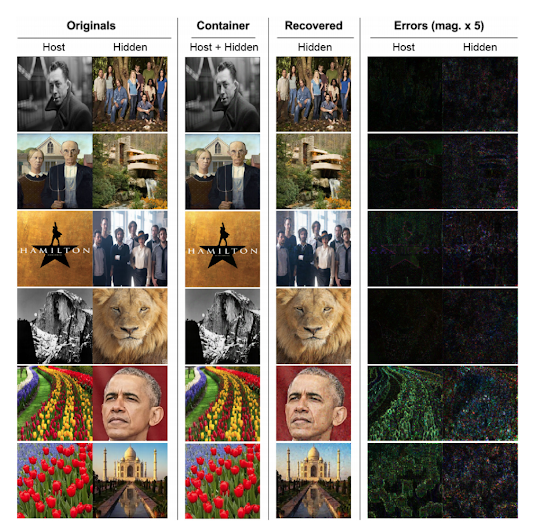 Originals Container Recovered Errors (mag. x 5)
Host Hidden Host + Hidden Hidden Host Hidden
HAMILTON HAMILTON